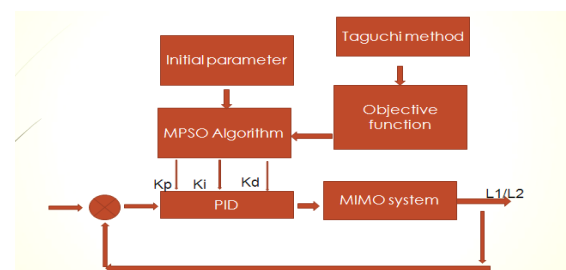 Taguchi method
Initial parameter
Objective
function
MPSO Algorithm
Kp Ki Kd
PID
MIMO system
L1/L2